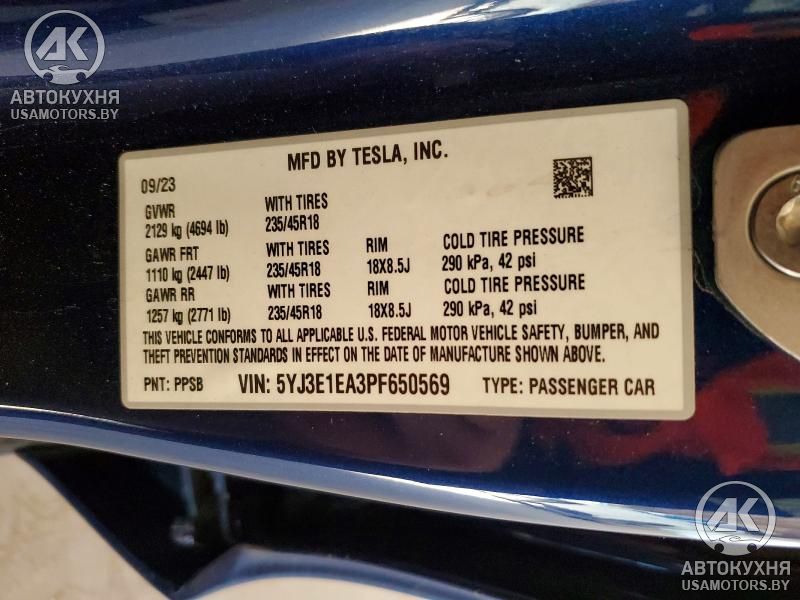 АК
АВТОКУХНЯ
USAMOTORS.BY
MFD BY TESLA, INC.
09/23
GVWR WITH TIRES
2129 kg (4694 lb) 235/45R18
GAWR FRT WITH TIRES RIM COLD TIRE PRESSURE
1110 kg (2447 lb) 235/45R18 18X8.5J 290 kPa, 42 psi
GAWR RR WITH TIRES RIM COLD TIRE PRESSURE
1257 kg (2771 lb) 235/45R18 18X8.5J 290 kPa, 42 psi
THIS VEHICLE CONFORMS TO ALL APPLICABLE U.S. FEDERAL MOTOR VEHICLE SAFETY, BUMPER, AND
THEFT PREVENTION STANDARDS IN EFFECT ON THE DATE OF MANUFACTURE SHOWN ABOVE.
PNT: PPSB VIN: 5YJ3E1EA3PF650569 TYPE: PASSENGER CAR
АК
АВТОКУХНЯ
USAMOTORS.BY